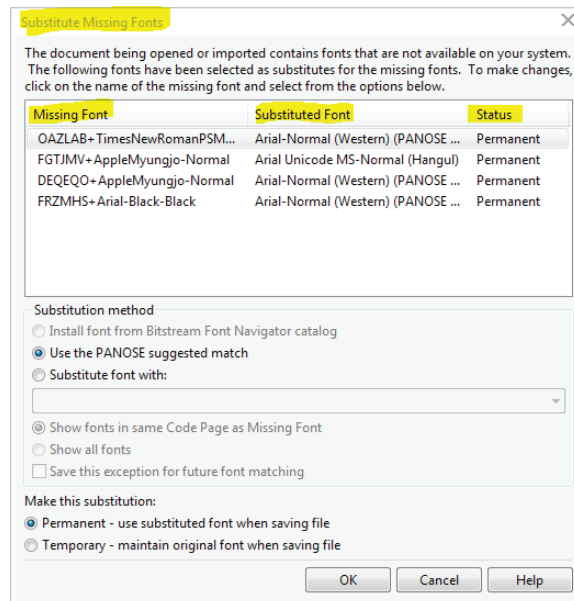 Substitute Missing Fonts
The document being opened or imported contains fonts that are not available on your system.
The following fonts have been selected as substitutes for the missing fonts. To make changes,
click on the name of the missing font and select from the options below.
Missing Font Substituted Font Status
OAZLAB+TimesNewRomanPSM... Arial-Normal (Western) (PANOSE ... Permanent
FGTJMV+AppleMyungjo-Normal Arial Unicode MS-Normal (Hangul) Permanent
DEQEQO+AppleMyungjo-Normal Arial-Normal (Western) (PANOSE ... Permanent
FRZMHS+Arial-Black-Black Arial-Normal (Western) (PANOSE ... Permanent
Substitution method
Install font from Bitstream Font Navigator catalog
Use the PANOSE suggested match
Substitute font with:
Show fonts in same Code Page as Missing Font
Show all fonts
Save this exception for future font matching
Make this substitution:
Permanent - use substituted font when saving file
Temporary - maintain original font when saving file
OK Cancel Help